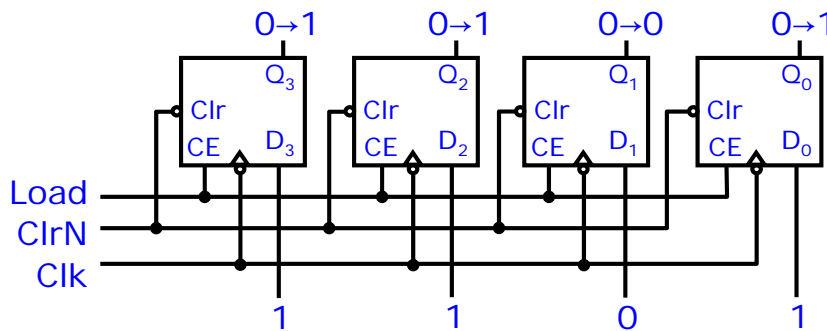 0→1 0→1 0→0 0→1
Q₃ Q₂ Q₁ Q₀
Clr Clr Clr Clr
CE D₃ CE D₂ CE D₁ CE D₀
Load
ClrN
Clk
1 1 0 1